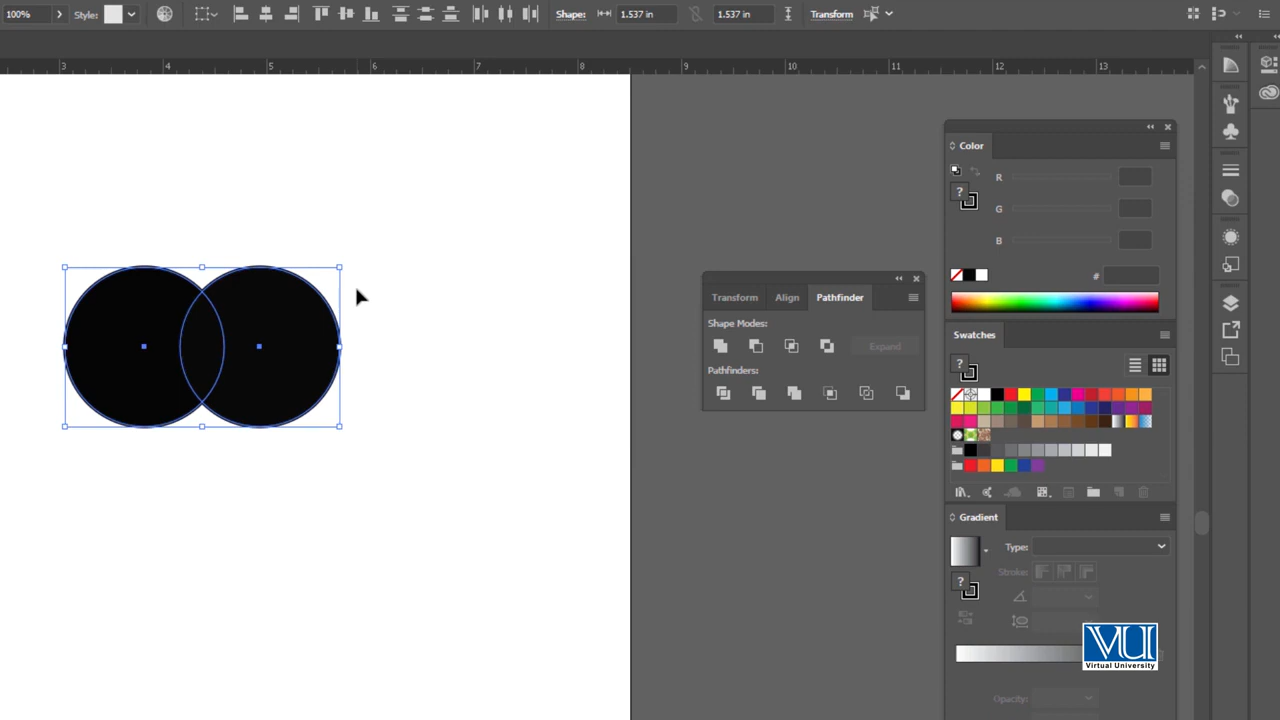 100%
Style:
Shape:
1.537 in
1.537 in
Transform
3 4 5 6 7 8 9 10 11 12 13
Color
?
R
G
B
#
Transform
Align
Pathfinder
Shape Modes:
Expand
Pathfinders:
Swatches
?
Gradient
Type:
Stroke:
?
Opacity:
VU
Virtual University